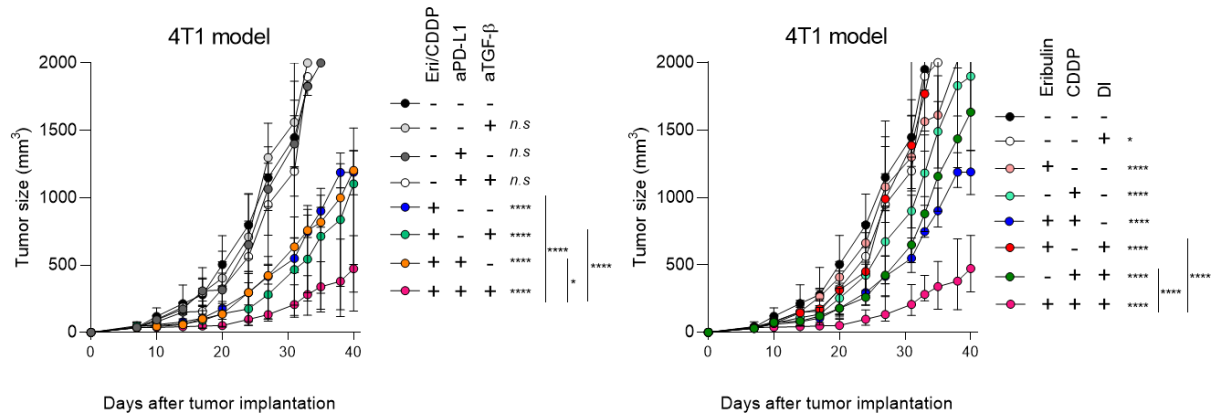 4T1 model
Eri/CDDP
aPD-L1
aTGF-β
Tumor size (mm³)
2000
1500
1000
500
0
0 10 20 30 40
Days after tumor implantation
- - -
- - + n.s
- + - n.s
- + + n.s
+ - - ****
+ - + ****
+ + - ****
+ + + ****
****
*
****
4T1 model
Eribulin
CDDP
DI
Tumor size (mm³)
2000
1500
1000
500
0
0 10 20 30 40
Days after tumor implantation
- - -
- - + *
+ - - ****
- + - ****
+ + - ****
+ - + ****
- + + ****
+ + + ****
****
****